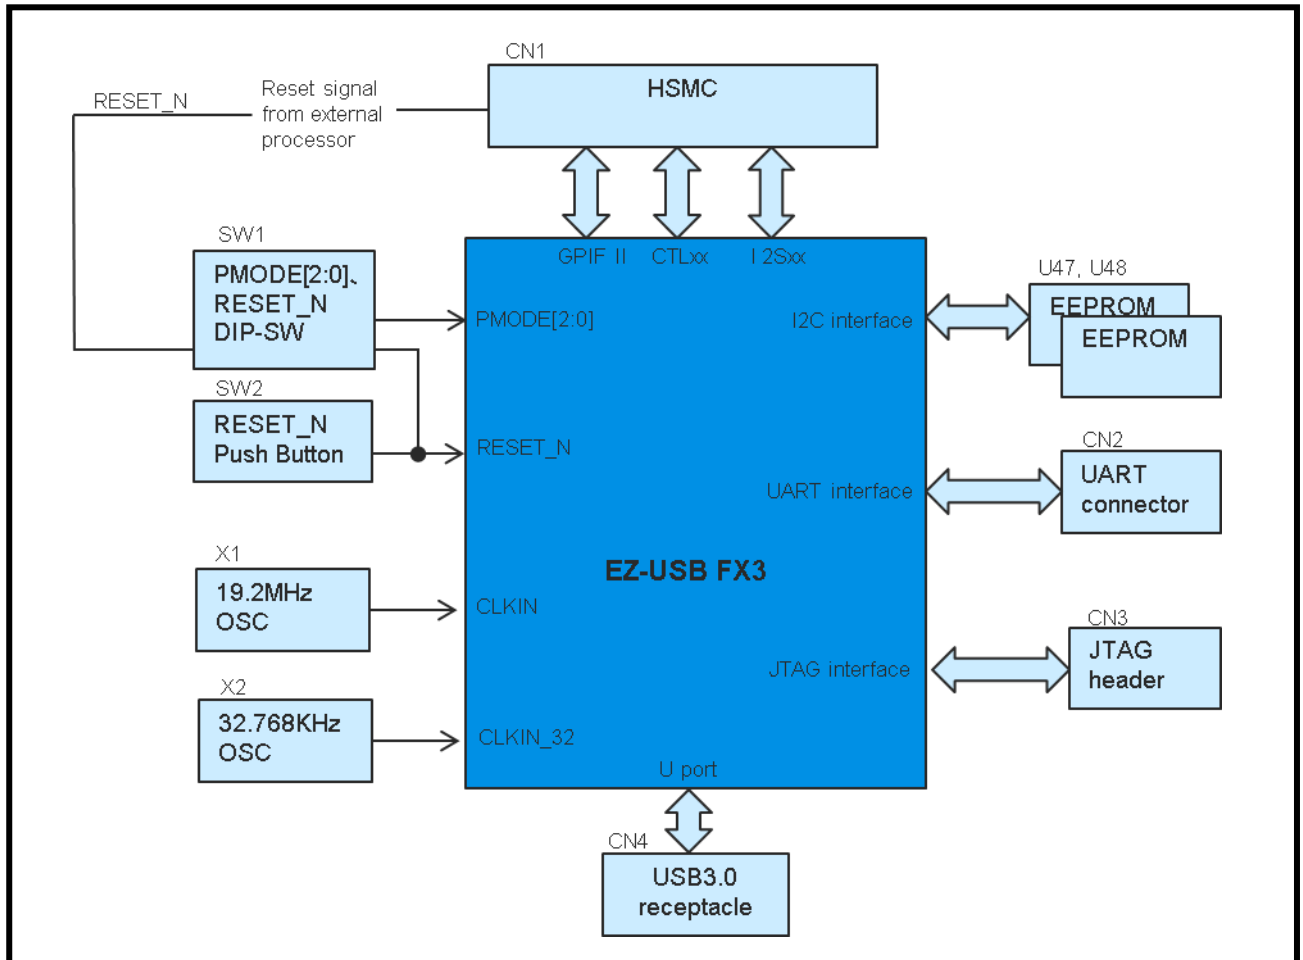 CN1
HSMC
RESET_N
Reset signal
from external
processor
SW1
PMODE[2:0]、
RESET_N
DIP-SW
GPIF II
CTLxx
I2Sxx
U47, U48
EEPROM
EEPROM
PMODE[2:0]
I2C interface
SW2
RESET_N
Push Button
RESET_N
CN2
UART
connector
UART interface
X1
19.2MHz
OSC
EZ-USB FX3
CLKIN
CN3
JTAG
header
JTAG interface
X2
32.768KHz
OSC
CLKIN_32
U port
CN4
USB3.0
receptacle